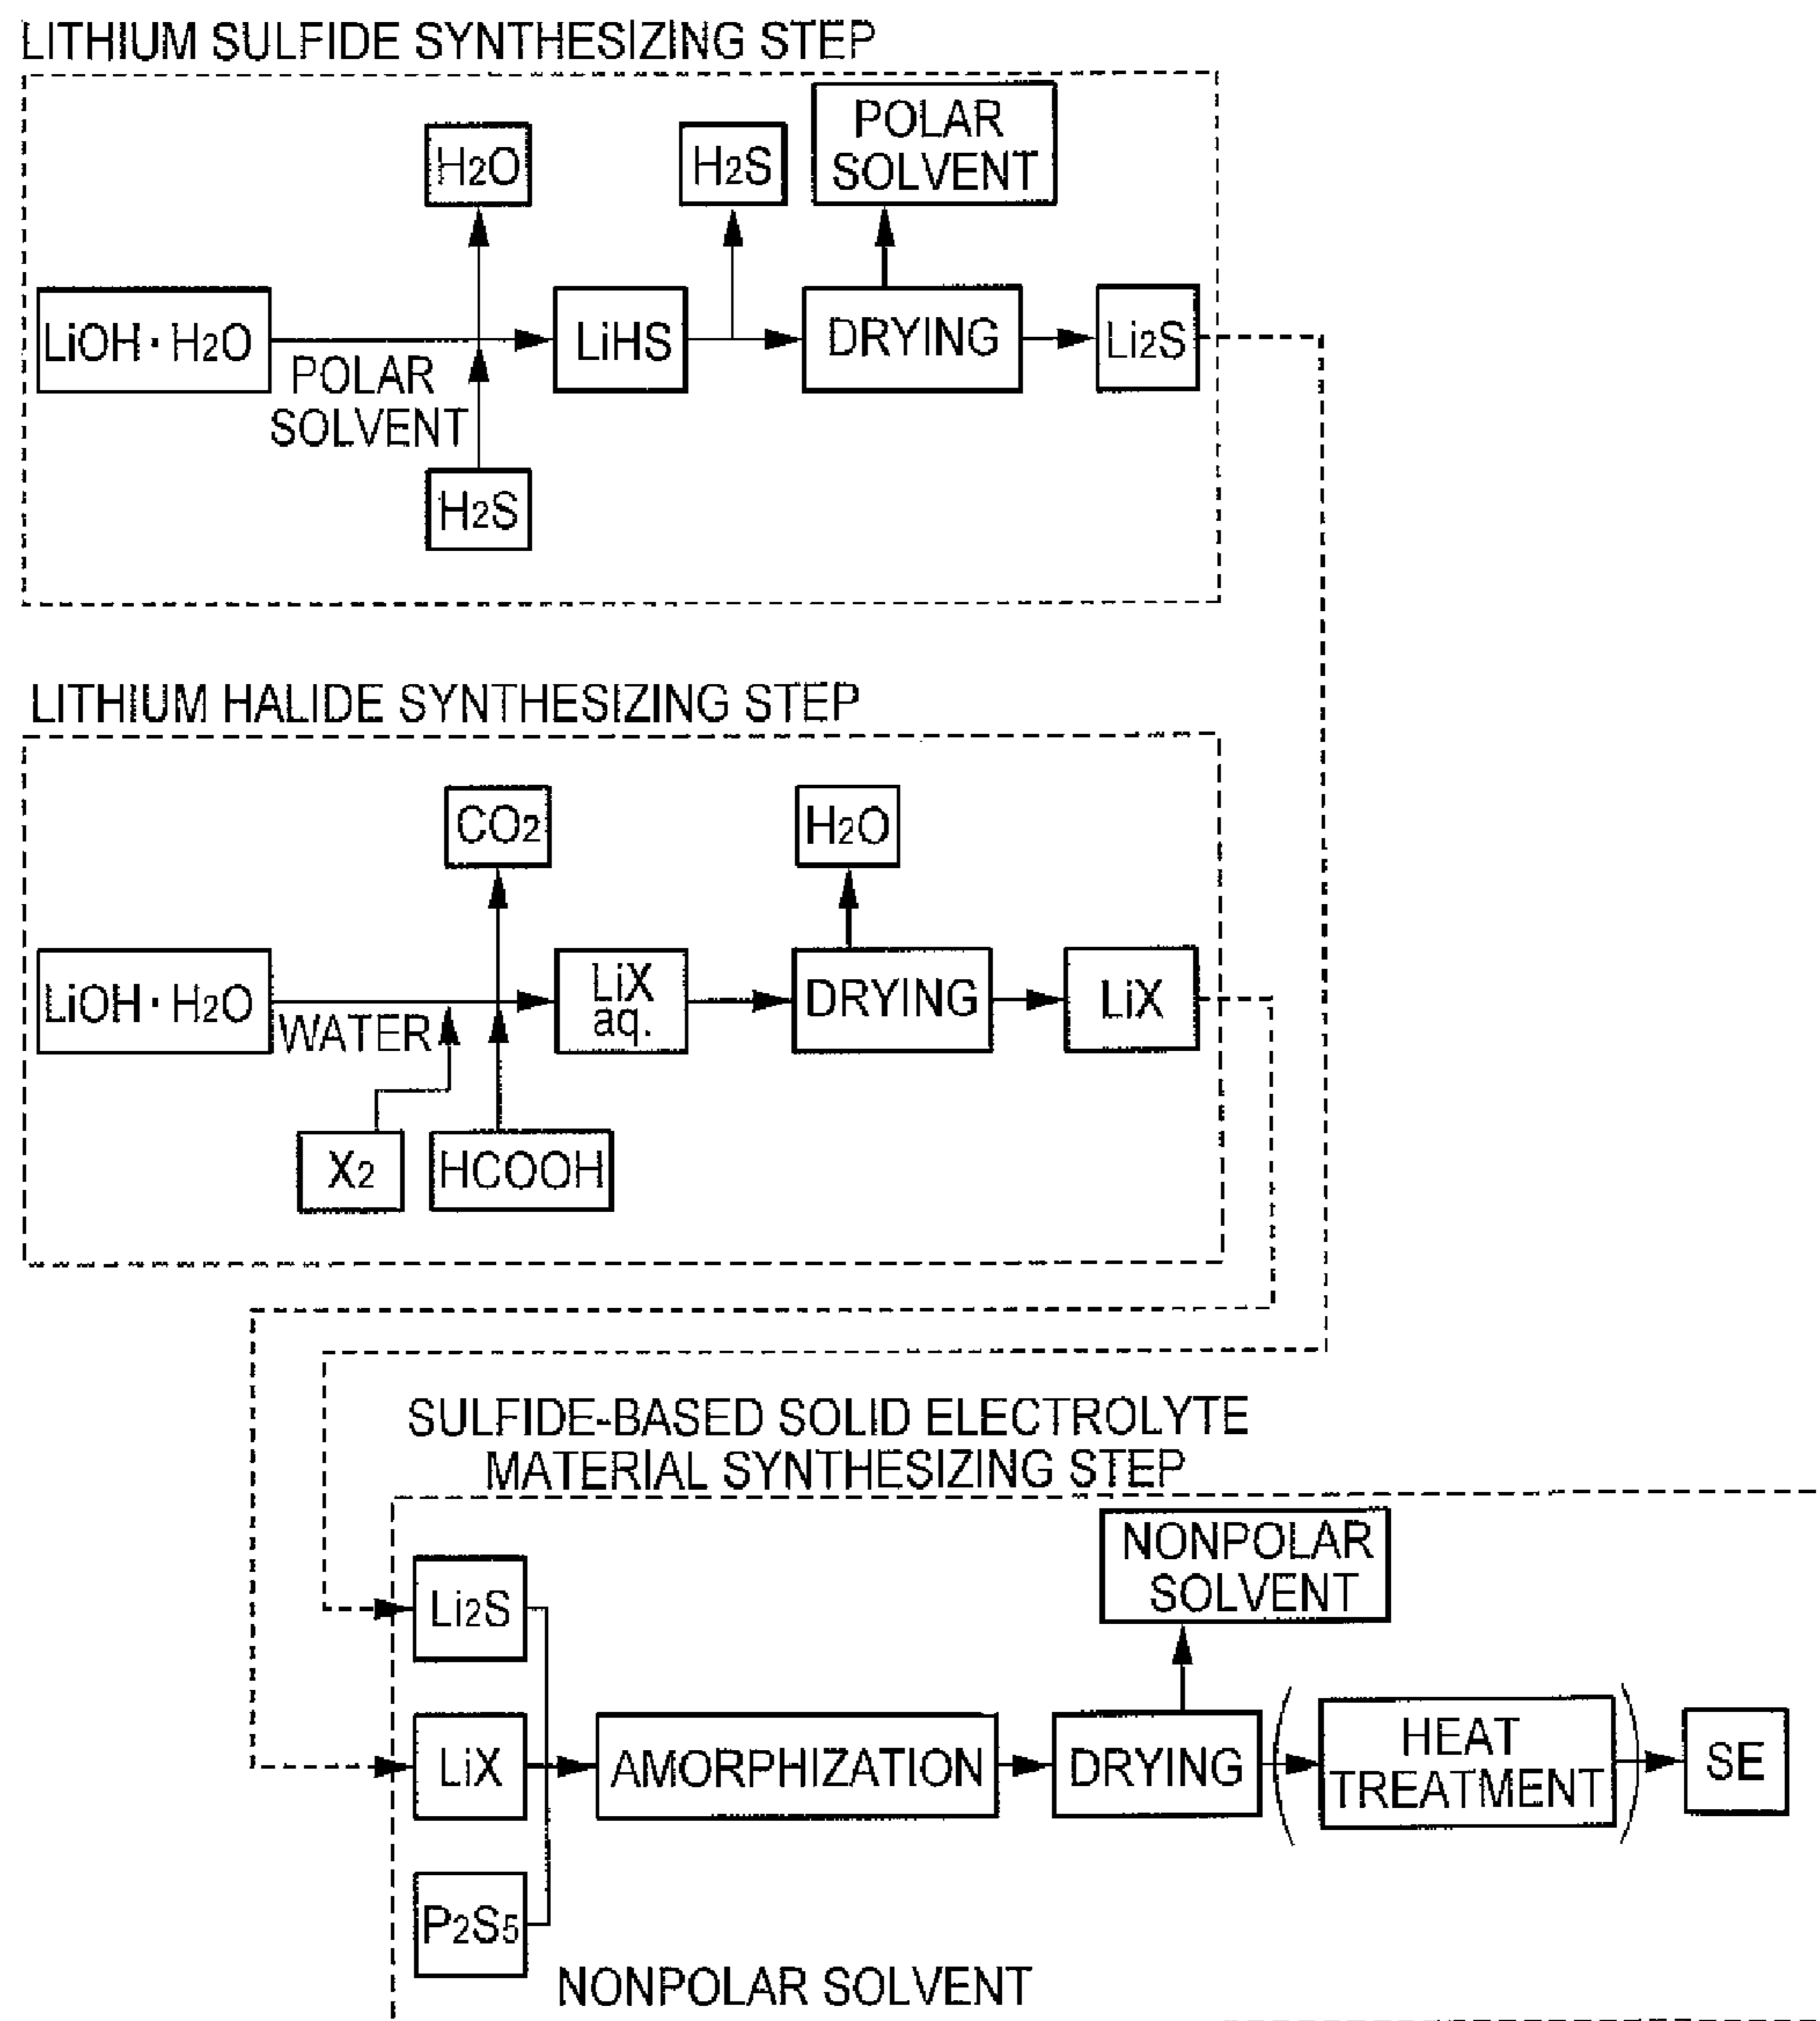 LITHIUM SULFIDE SYNTHESIZING STEP
POLAR
SOLVENT
H2O
H2S
LiOH·H2O
LiHS
DRYING
Li2S
POLAR
SOLVENT
H2S
LITHIUM HALIDE SYNTHESIZING STEP
CO2
H2O
LiOH·H2O
LiX
aq.
DRYING
LiX
WATER
X2
HCOOH
SULFIDE-BASED SOLID ELECTROLYTE
MATERIAL SYNTHESIZING STEP
NONPOLAR
SOLVENT
Li2S
LiX
AMORPHIZATION
DRYING
HEAT
TREATMENT
SE
P2S5
NONPOLAR SOLVENT